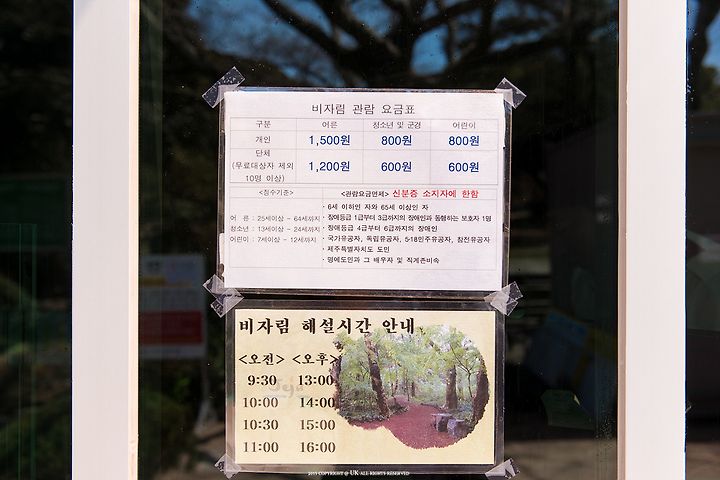 비자림 관람 요금표
구분 어른 청소년 및 군경 어린이
개인 1,500원 800원 800원
단체
(무료대상자 제외 1,200원 600원 600원
10명 이상)
<징수기준> <관람요금면제> 신분증 소지자에 한함
· 6세 이하인 자와 65세 이상인 자
어 른 : 25세이상 - 64세까지 · 장애등급 1급부터 3급까지의 장애인과 동행하는 보호자 1명
청소년 : 13세이상 - 24세까지 · 장애등급 4급부터 6급까지의 장애인
어린이 : 7세이상 - 12세까지 · 국가유공자, 독립유공자, 5·18민주유공자, 참전유공자
· 제주특별자치도 도민
· 명예도민과 그 배우자 및 직계존비속
비자림 해설시간 안내
<오전> <오후>
9:30 13:00
10:00 14:00
10:30 15:00
11:00 16:00
2015 COPYRIGHT @ UK ALL RIGHTS RESERVED